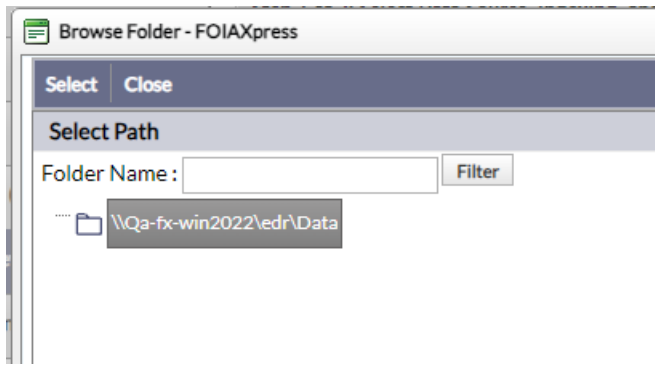 Browse Folder - FOIAXpress
Select Close
Select Path
Folder Name :
Filter
\\Qa-fx-win2022\edr\Data